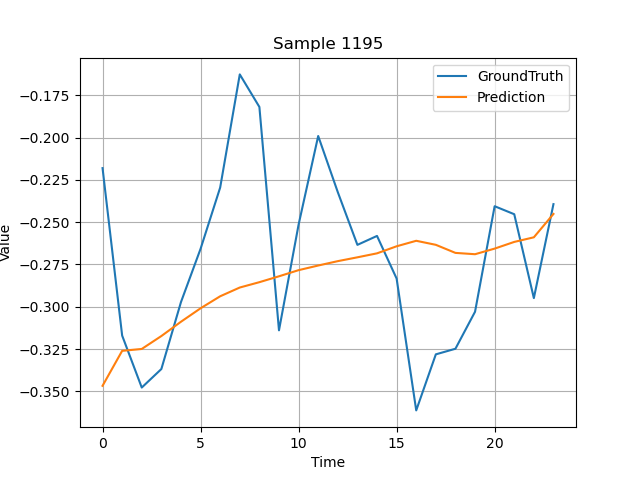 Sample 1195
GroundTruth
Prediction
−0.175
−0.200
−0.225
−0.250
−0.275
−0.300
−0.325
−0.350
Value
0 5 10 15 20
Time